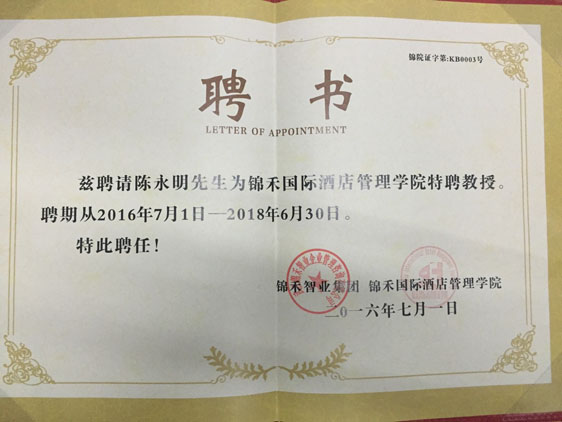 锦院证字第:KB0003号
聘 书
LETTER OF APPOINTMENT
兹聘请陈永明先生为锦禾国际酒店管理学院特聘教授。
聘期从2016年7月1日—2018年6月30日。
特此聘任!
锦禾智业集团 锦禾国际酒店管理学院
二0一六年七月一日